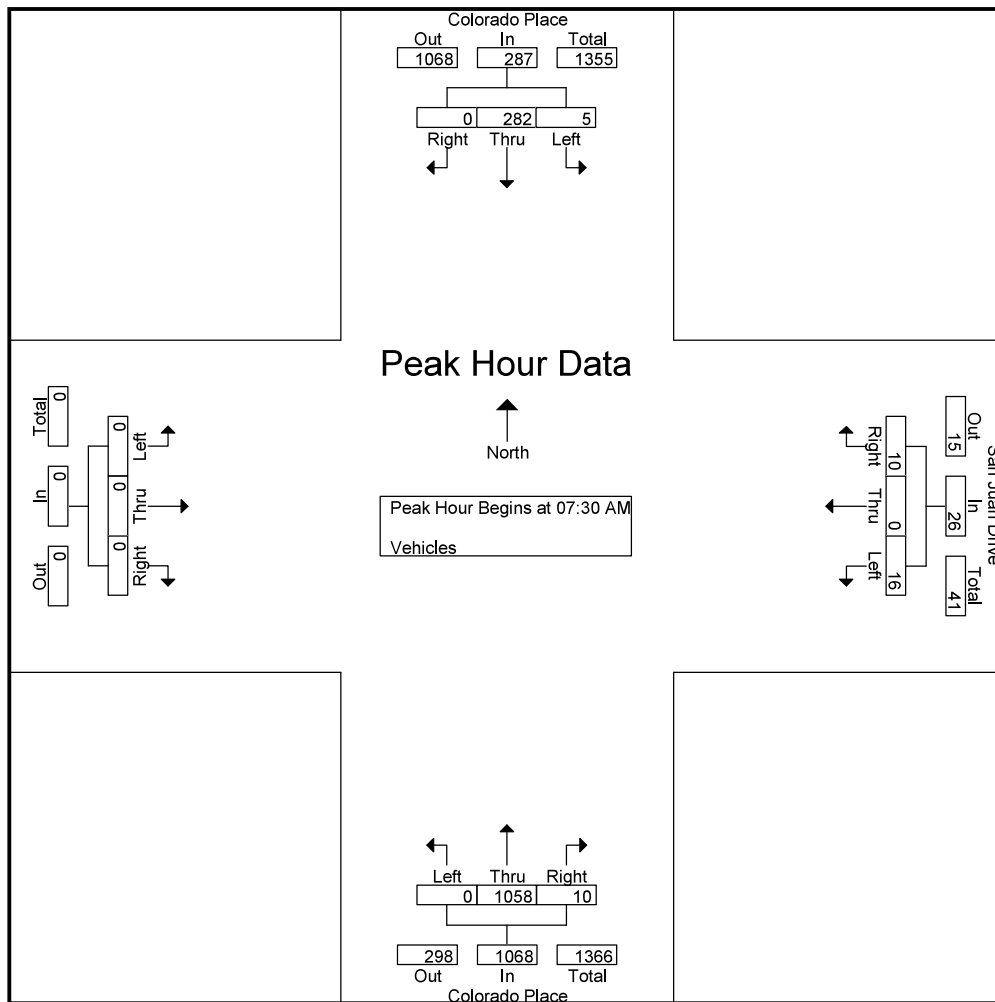 Colorado Place
Out In Total
1068 287 1355
0 282 5
Right Thru Left
Peak Hour Data
North
Peak Hour Begins at 07:30 AM
Vehicles
Total In Out
0 0 0
0 0 0
Left Thru Right
Right Thru Left
10 0 16
15 26 41
Out In Total
San Juan Drive
Left Thru Right
0 1058 10
298 1068 1366
Out In Total
Colorado Place